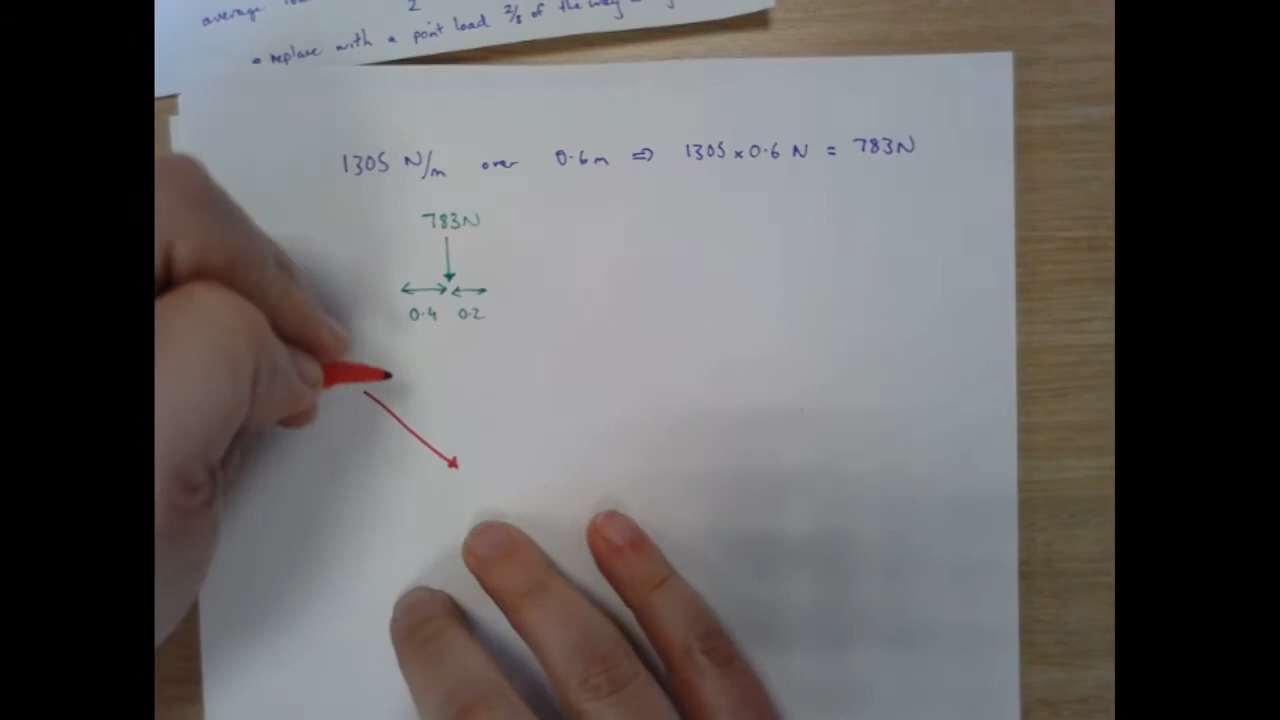 average
2
• replace with a point load 2/3 of the way
1305 N/m over 0.6m ⇒ 1305 × 0.6 N = 783N
783N
0.4 0.2